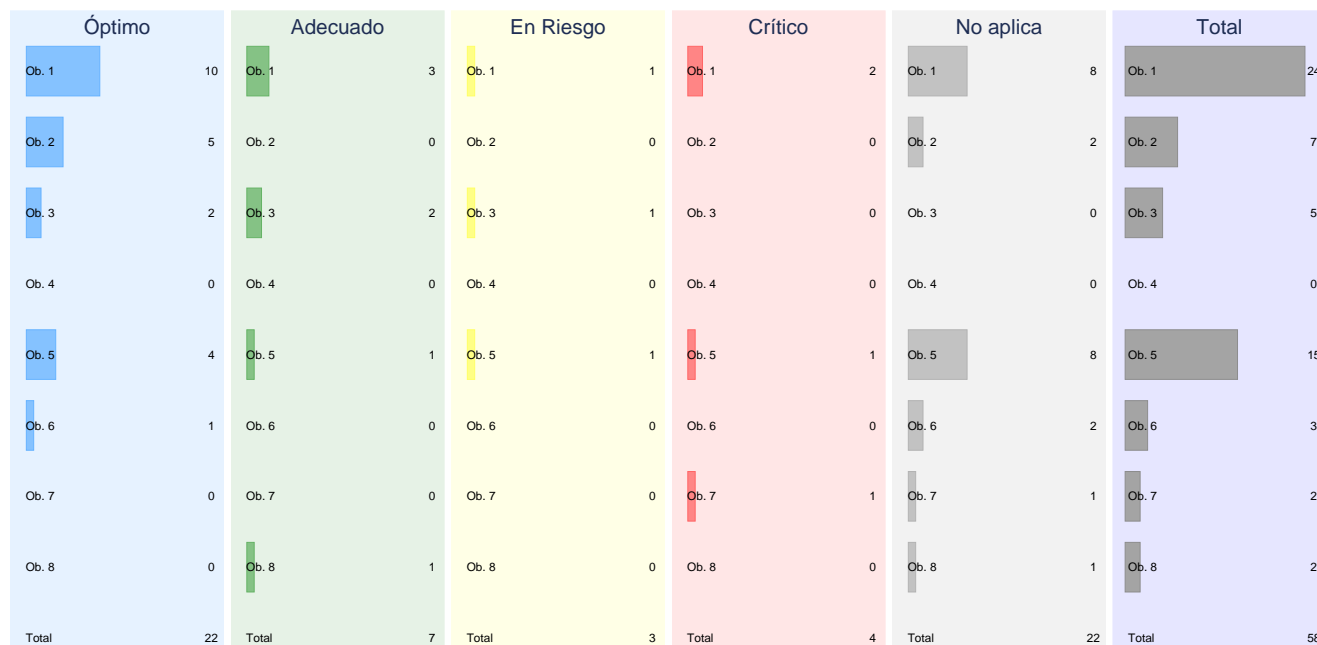 Óptimo Adecuado En Riesgo Crítico No aplica Total
Ob. 1 10 Ob. 1 3 Ob. 1 1 Ob. 1 2 Ob. 1 8 Ob. 1 24
Ob. 2 5 Ob. 2 0 Ob. 2 0 Ob. 2 0 Ob. 2 2 Ob. 2 7
Ob. 3 2 Ob. 3 2 Ob. 3 1 Ob. 3 0 Ob. 3 0 Ob. 3 5
Ob. 4 0 Ob. 4 0 Ob. 4 0 Ob. 4 0 Ob. 4 0 Ob. 4 0
Ob. 5 4 Ob. 5 1 Ob. 5 1 Ob. 5 1 Ob. 5 8 Ob. 5 15
Ob. 6 1 Ob. 6 0 Ob. 6 0 Ob. 6 0 Ob. 6 2 Ob. 6 3
Ob. 7 0 Ob. 7 0 Ob. 7 0 Ob. 7 1 Ob. 7 1 Ob. 7 2
Ob. 8 0 Ob. 8 1 Ob. 8 0 Ob. 8 0 Ob. 8 1 Ob. 8 2
Total 22 Total 7 Total 3 Total 4 Total 22 Total 58